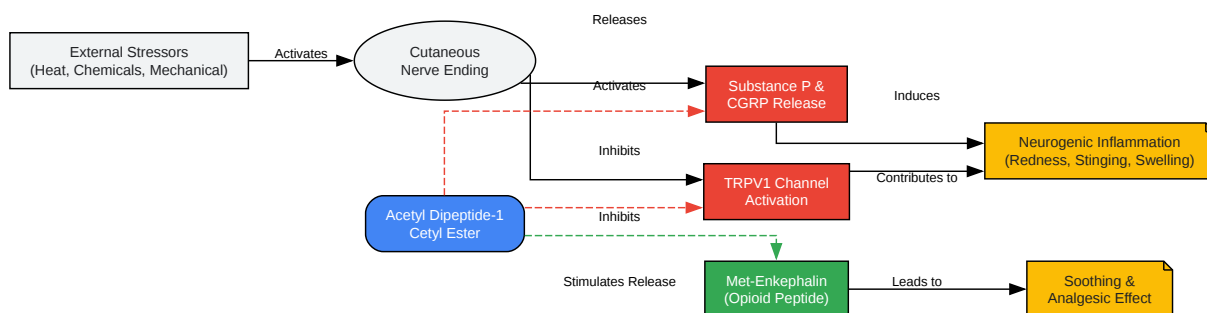 Releases
External Stressors
(Heat, Chemicals, Mechanical)
Activates
Cutaneous
Nerve Ending
Activates
Substance P &
CGRP Release
Induces
Neurogenic Inflammation
(Redness, Stinging, Swelling)
Inhibits
TRPV1 Channel
Activation
Contributes to
Acetyl Dipeptide-1
Cetyl Ester
Inhibits
Stimulates Release
Met-Enkephalin
(Opioid Peptide)
Leads to
Soothing &
Analgesic Effect